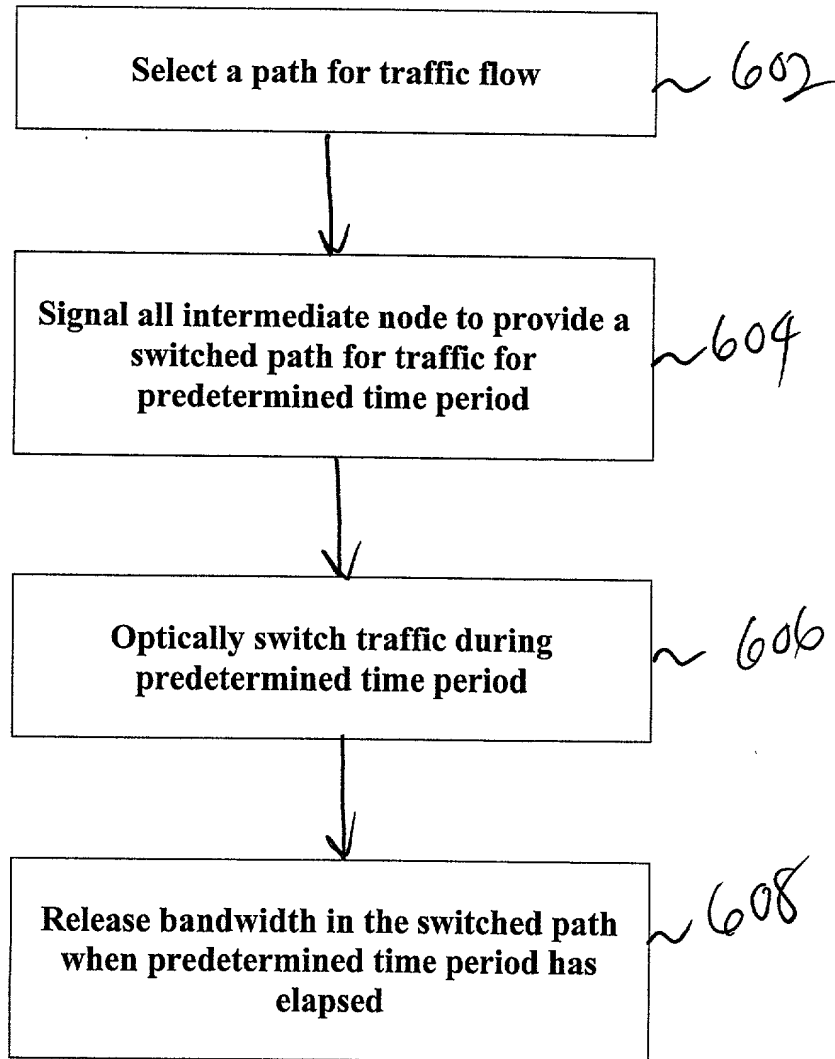 Select a path for traffic flow
602
Signal all intermediate node to provide a
switched path for traffic for
predetermined time period
604
Optically switch traffic during
predetermined time period
606
Release bandwidth in the switched path
when predetermined time period has
elapsed
608